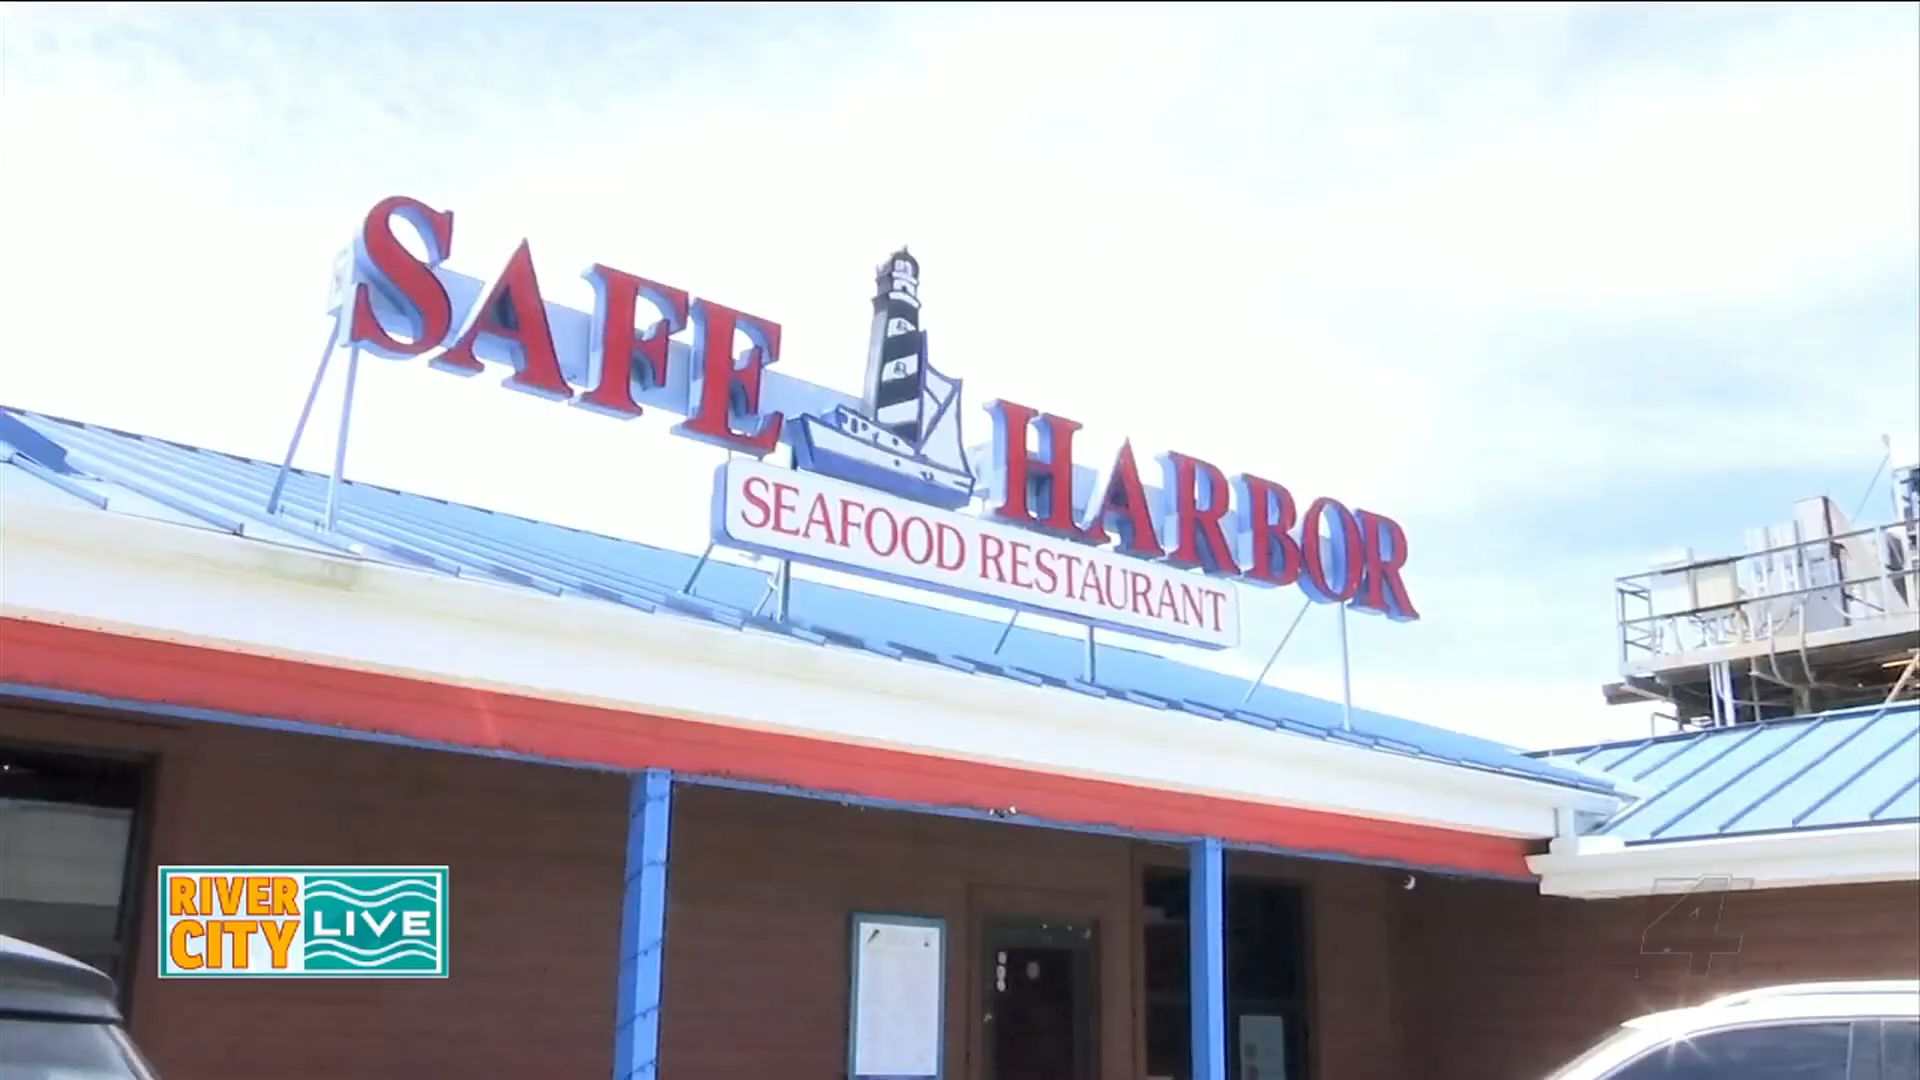 SAFE HARBOR
SEAFOOD RESTAURANT
RIVER
CITY
LIVE
4